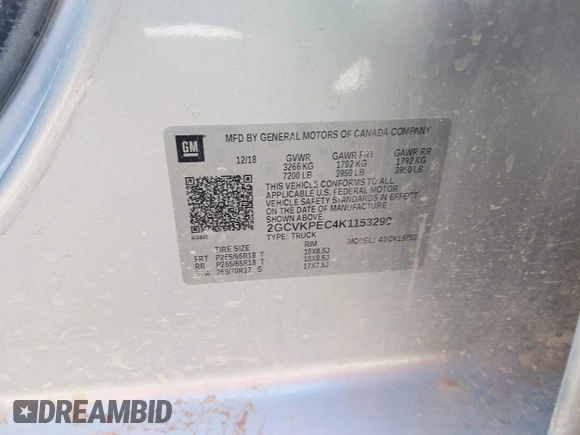 GM
MFD BY GENERAL MOTORS OF CANADA COMPANY
12/18 GVWR GAWR FRT GAWR RR
3266 KG 1792 KG 1792 KG
7200 LB 3950 LB 3950 LB
THIS VEHICLE CONFORMS TO ALL
APPLICABLE U.S. FEDERAL MOTOR
VEHICLE SAFETY STANDARDS IN EFFECT
ON THE DATE OF MANUFACTURE
SHOWN ABOVE.
2GCVKPEC4K1153290
TYPE: TRUCK MODEL:
TIRE SIZE RIM
FRT P265/65R18 T 18X8.5J
RR P265/65R18 T 18X8.5J
265/70R17 S 17X7.5J
DREAMBID